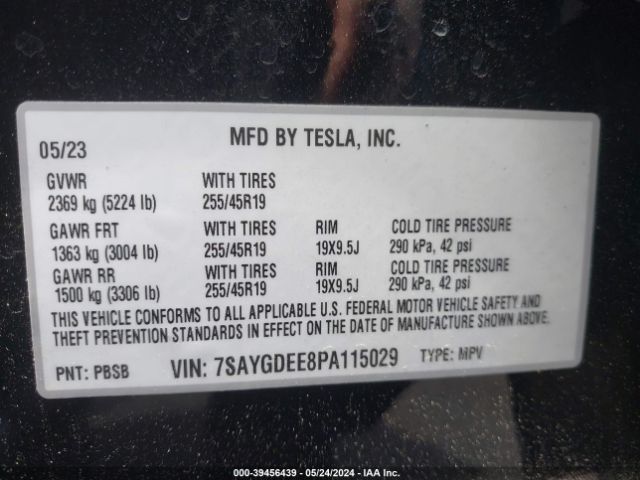 05/23 MFD BY TESLA, INC.
GVWR WITH TIRES
2369 kg (5224 lb) 255/45R19
GAWR FRT WITH TIRES RIM COLD TIRE PRESSURE
1363 kg (3004 lb) 255/45R19 19X9.5J 290 kPa, 42 psi
GAWR RR WITH TIRES RIM COLD TIRE PRESSURE
1500 kg (3306 lb) 255/45R19 19X9.5J 290 kPa, 42 psi
THIS VEHICLE CONFORMS TO ALL APPLICABLE U.S. FEDERAL MOTOR VEHICLE SAFETY AND
THEFT PREVENTION STANDARDS IN EFFECT ON THE DATE OF MANUFACTURE SHOWN ABOVE.
PNT: PBSB VIN: 7SAYGDEE8PA115029 TYPE: MPV
000-39456439 - 05/24/2024 - IAA Inc.